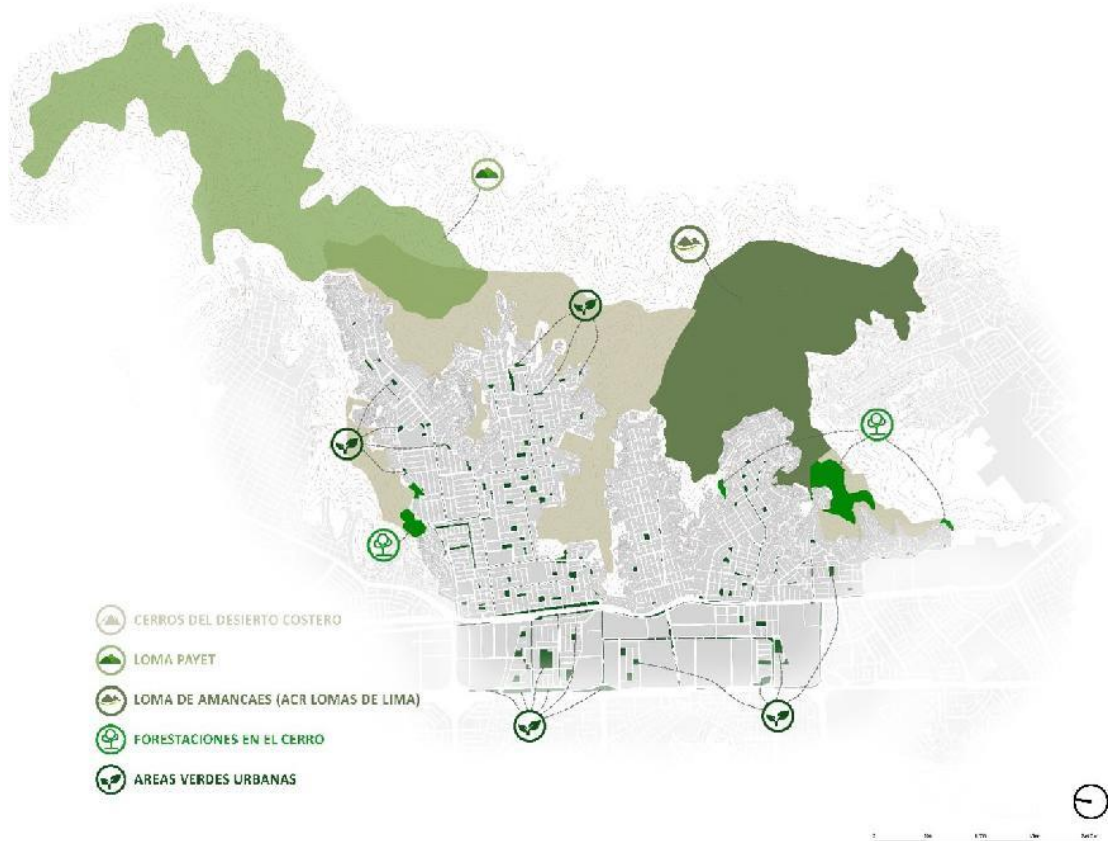 CERROS DEL DESIERTO COSTERO
LOMA PAYET
LOMA DE AMANCAES (ACR LOMAS DE LIMA)
FORESTACIONES EN EL CERRO
AREAS VERDES URBANAS